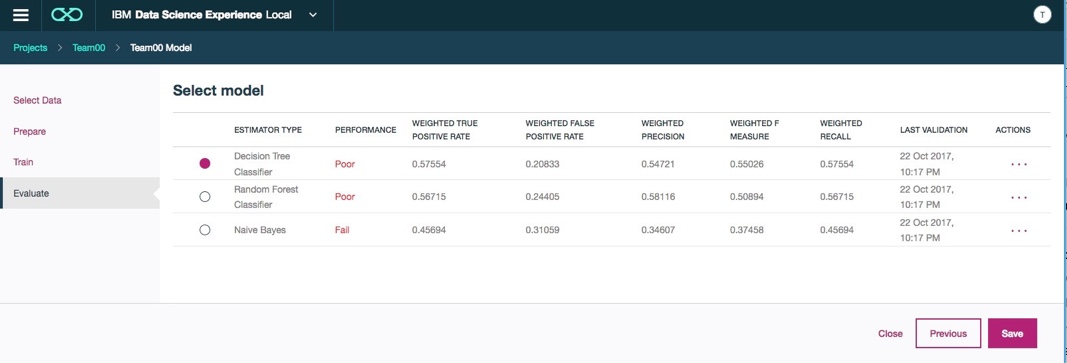 IBM Data Science Experience Local
T
Projects > Team00 > Team00 Model
Select Data
Prepare
Train
Evaluate
Select model
ESTIMATOR TYPE PERFORMANCE WEIGHTED TRUE POSITIVE RATE WEIGHTED FALSE POSITIVE RATE WEIGHTED PRECISION WEIGHTED F MEASURE WEIGHTED RECALL LAST VALIDATION ACTIONS
Decision Tree Classifier Poor 0.57554 0.20833 0.54721 0.55026 0.57554 22 Oct 2017, 10:17 PM
Random Forest Classifier Poor 0.56715 0.24405 0.58116 0.50894 0.56715 22 Oct 2017, 10:17 PM
Naive Bayes Fail 0.45694 0.31059 0.34607 0.37458 0.45694 22 Oct 2017, 10:17 PM
Close Previous Save